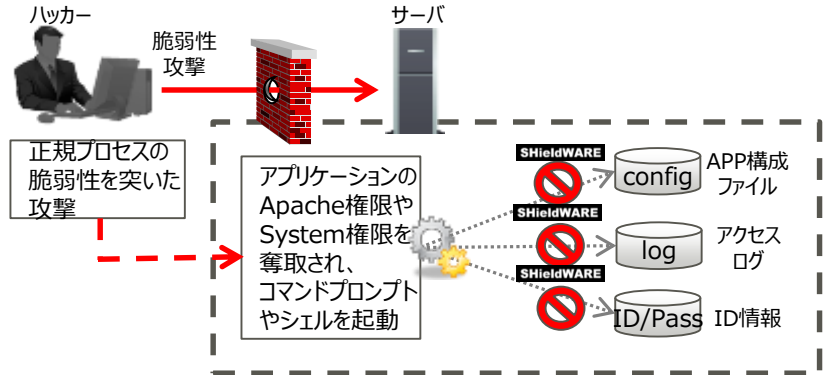 ハッカー
サーバ
脆弱性
攻撃
正規プロセスの
脆弱性を突いた
攻撃
アプリケーションの
Apache権限や
System権限を
奪取され、
コマンドプロンプト
やシェルを起動
SHieldWARE
config
APP構成
ファイル
SHieldWARE
log
アクセス
ログ
SHieldWARE
ID/Pass
ID情報